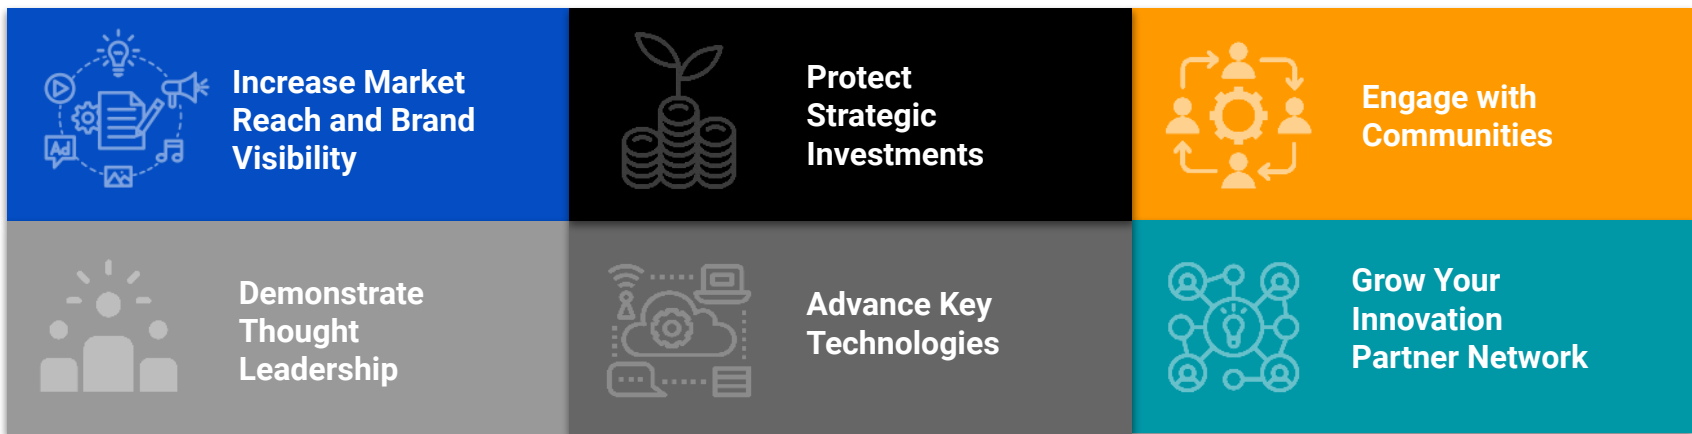 Increase Market
Reach and Brand
Visibility
Protect
Strategic
Investments
Engage with
Communities
Ad
Demonstrate
Thought
Leadership
Advance Key
Technologies
Grow Your
Innovation
Partner Network